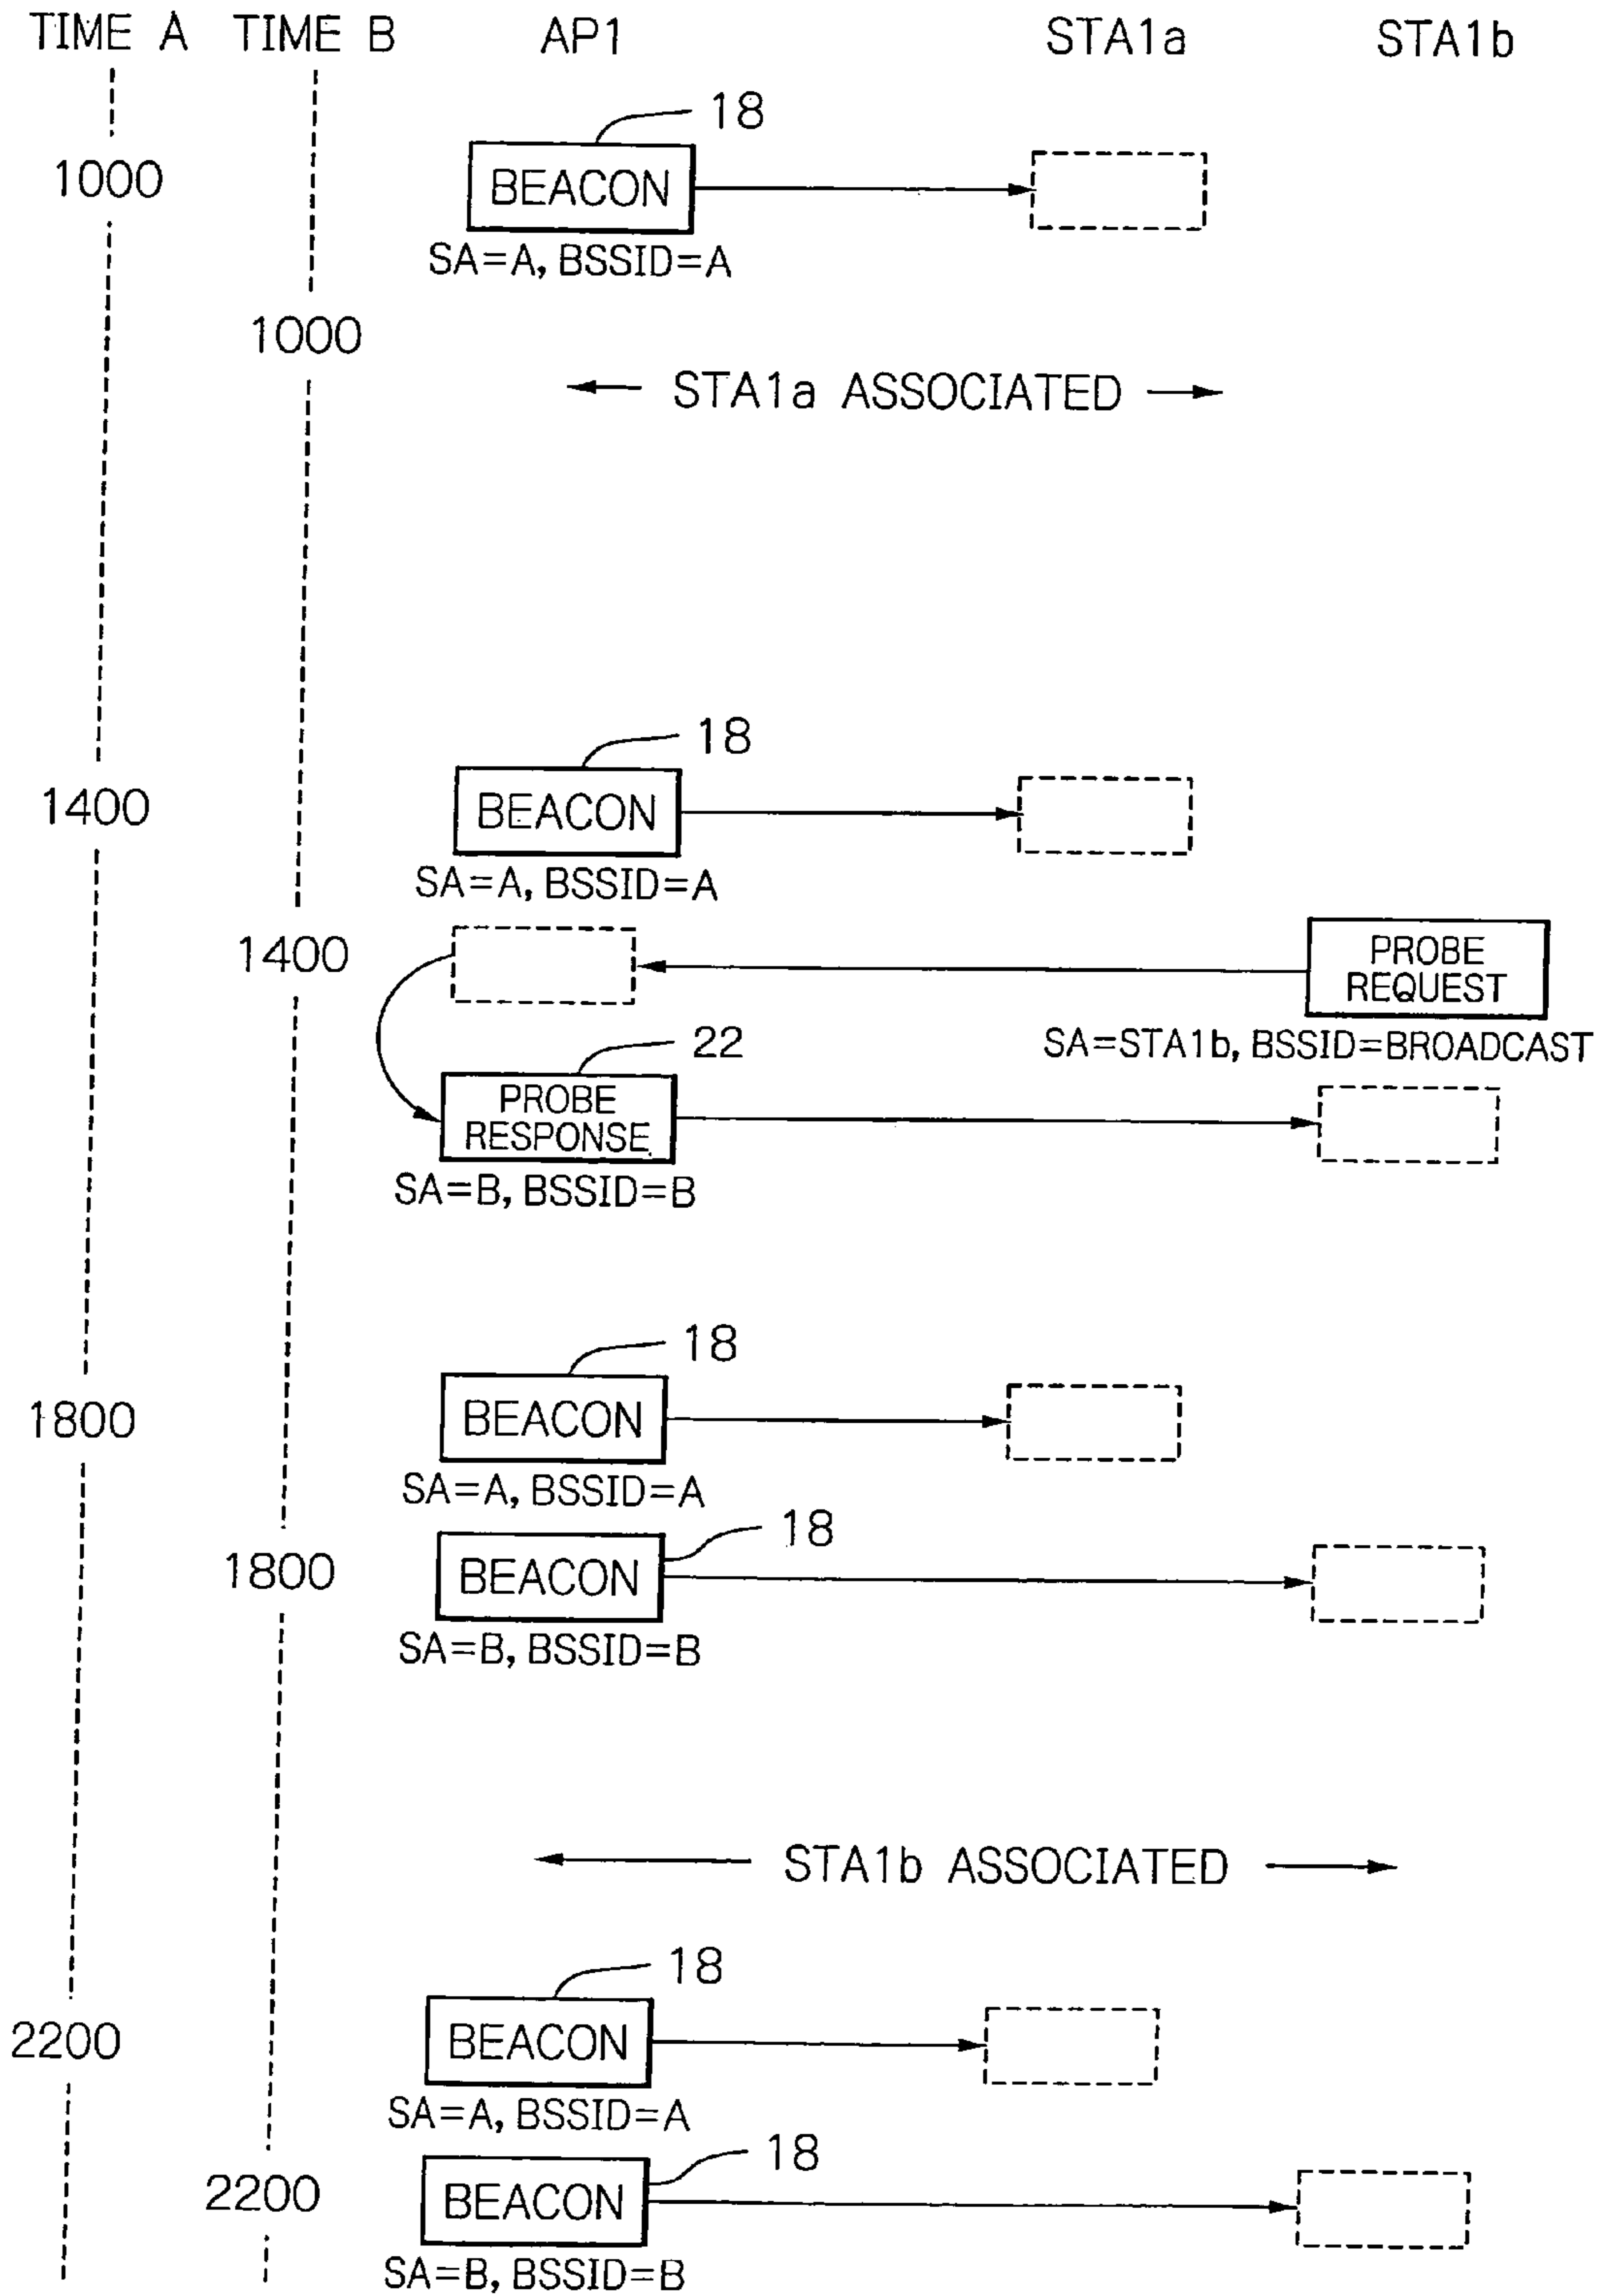 TIME A TIME B AP1 STA1a STA1b
18
1000 BEACON
SA=A, BSSID=A
1000
STA1a ASSOCIATED
18
1400 BEACON
SA=A, BSSID=A
1400 PROBE
REQUEST
SA=STA1b, BSSID=BROADCAST
22
PROBE
RESPONSE
SA=B, BSSID=B
18
1800 BEACON
SA=A, BSSID=A
18
1800 BEACON
SA=B, BSSID=B
STA1b ASSOCIATED
18
2200 BEACON
SA=A, BSSID=A
18
2200 BEACON
SA=B, BSSID=B